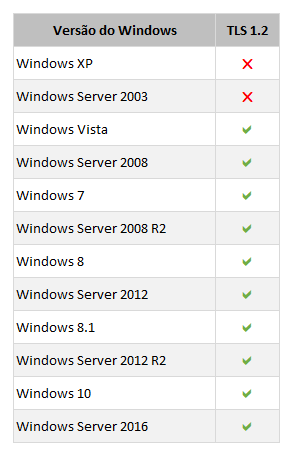 Versão do Windows TLS 1.2
Windows XP
Windows Server 2003
Windows Vista
Windows Server 2008
Windows 7
Windows Server 2008 R2
Windows 8
Windows Server 2012
Windows 8.1
Windows Server 2012 R2
Windows 10
Windows Server 2016